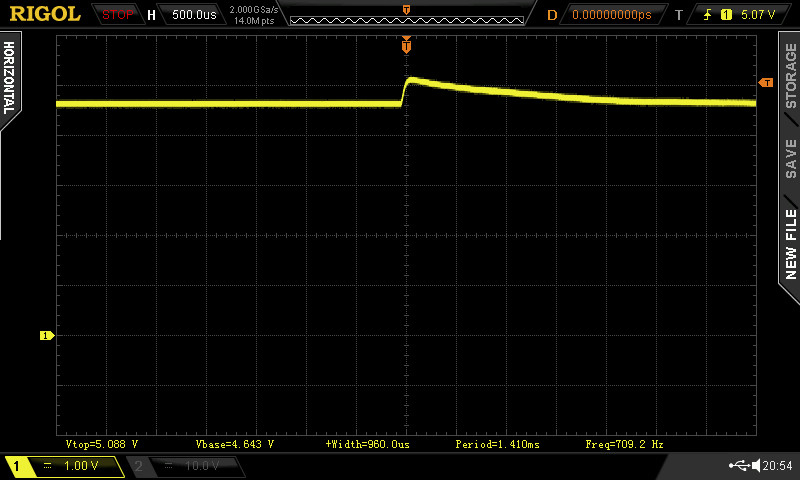 RIGOL STOP H 500.0us 2.000GSa/s 14.0Mpts D 0.00000000ps T 1 5.07 V
T
HORIZONTAL
T
T
STORAGE
SAVE
NEW FILE
1
Vtop=5.088 V Vbase=4.643 V +Width=960.0us Period=1.410ms Freq=709.2 Hz
1 = 1.00 V 2 = 10.0 V 20:54